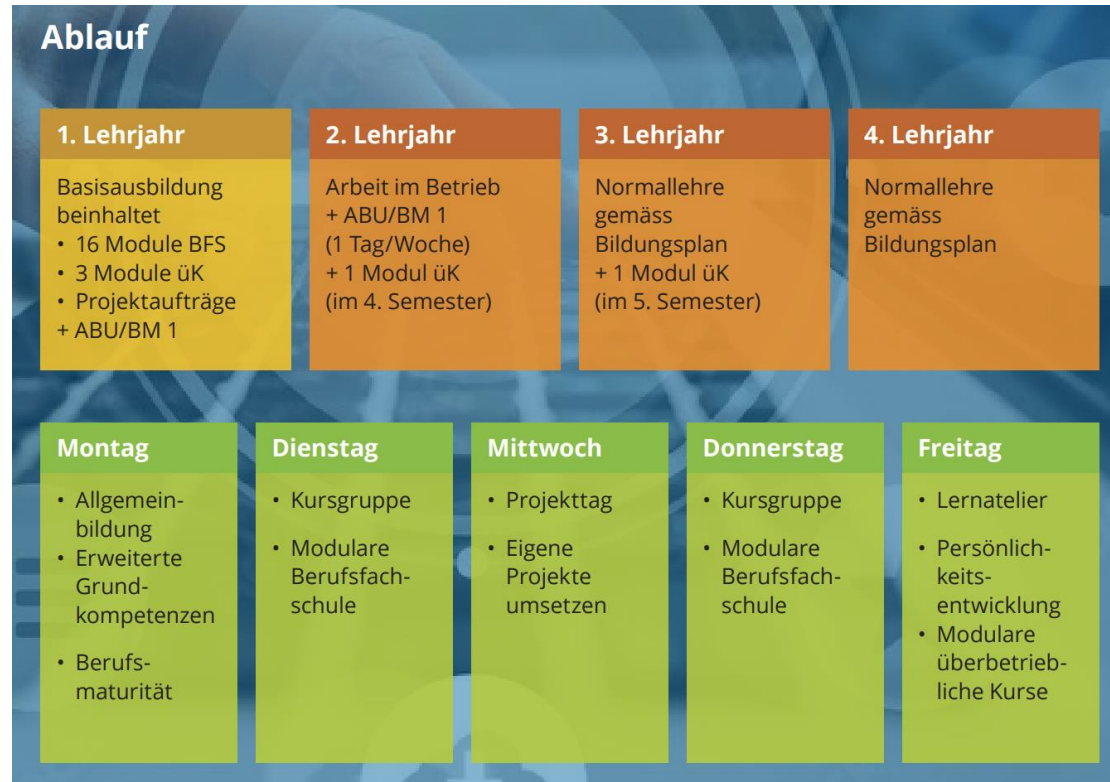 Ablauf
1. Lehrjahr
Basisausbildung
beinhaltet
• 16 Module BFS
• 3 Module üK
• Projektaufträge
+ ABU/BM 1
2. Lehrjahr
Arbeit im Betrieb
+ ABU/BM 1
(1 Tag/Woche)
+ 1 Modul üK
(im 4. Semester)
3. Lehrjahr
Normallehre
gemäss
Bildungsplan
+ 1 Modul üK
(im 5. Semester)
4. Lehrjahr
Normallehre
gemäss
Bildungsplan
Montag
• Allgemein-
bildung
• Erweiterte
Grund-
kompetenzen
• Berufs-
maturität
Dienstag
• Kursgruppe
• Modulare
Berufsfach-
schule
Mittwoch
• Projekttag
• Eigene
Projekte
umsetzen
Donnerstag
• Kursgruppe
• Modulare
Berufsfach-
schule
Freitag
• Lernatelier
• Persönlich-
keits-
entwicklung
• Modulare
überbetrieb-
liche Kurse